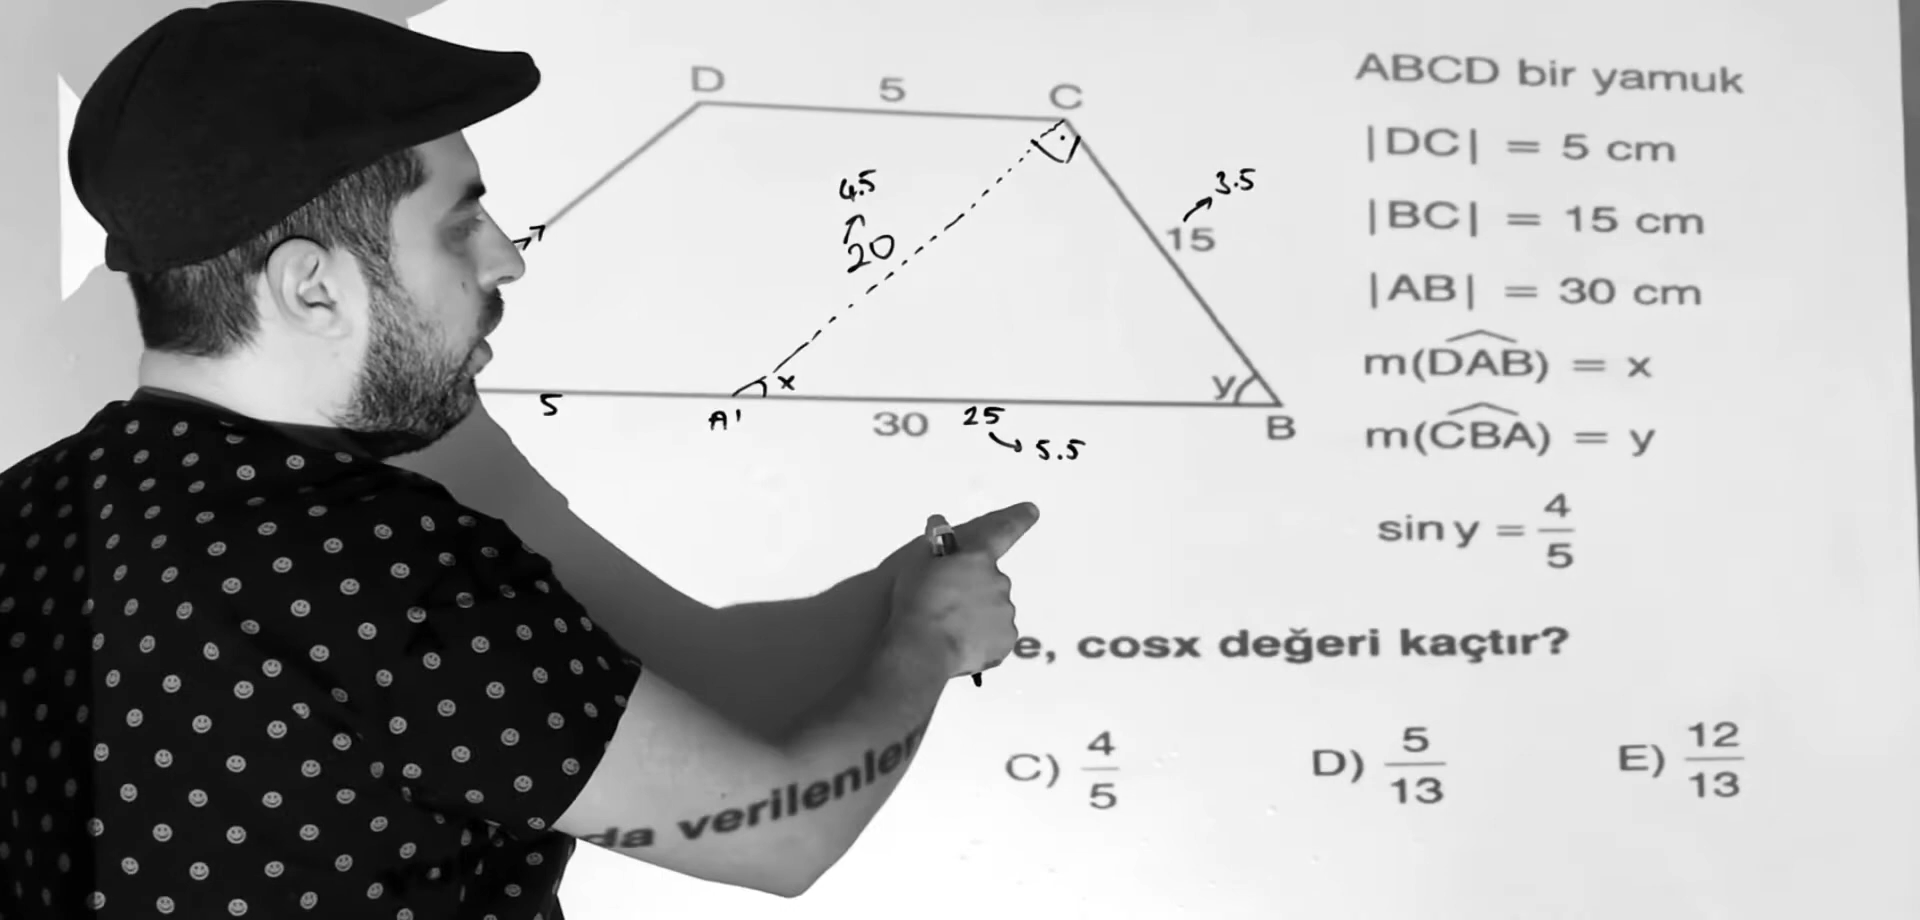 D 5 C
4.5
20
3.5
15
x
y
5
A'
30
25
5.5
B
ABCD bir yamuk
|DC| = 5 cm
|BC| = 15 cm
|AB| = 30 cm
m(DAB) = x
m(CBA) = y
sin y = 4/5
e, cosx değeri kaçtır?
da verilenler
C) 4/5 D) 5/13 E) 12/13